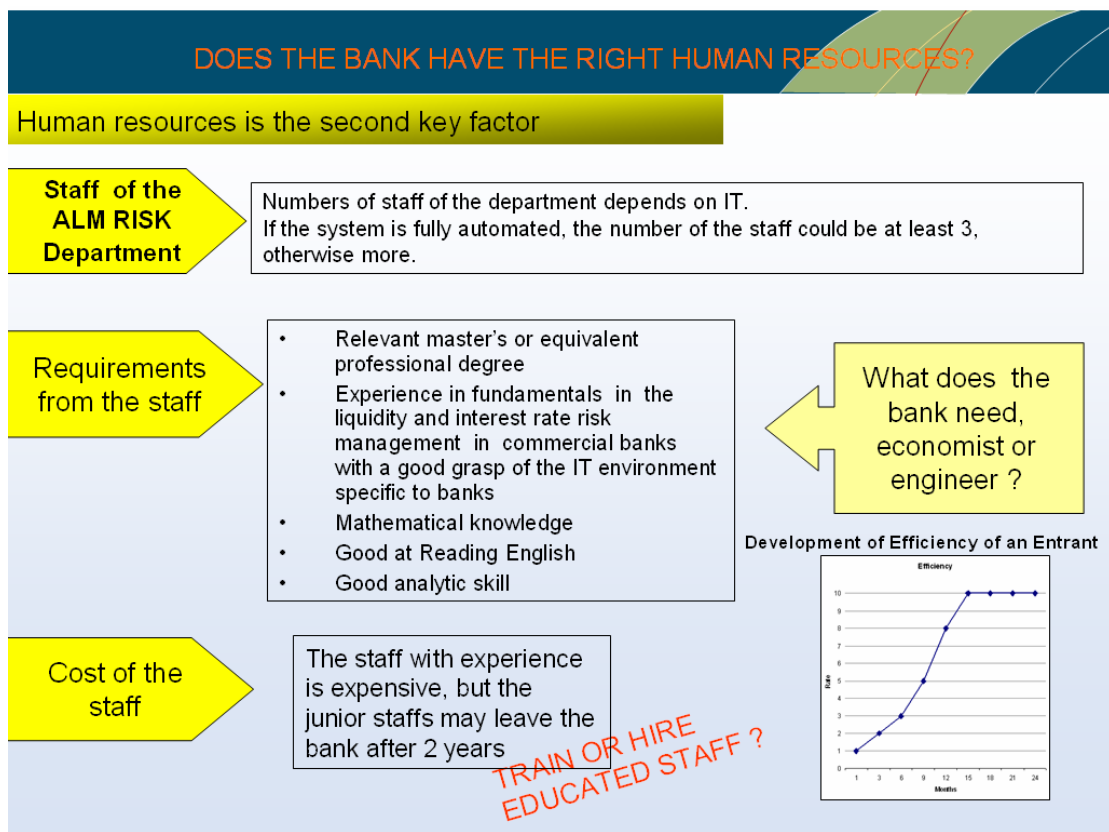 DOES THE BANK HAVE THE RIGHT HUMAN RESOURCES?
Human resources is the second key factor
Staff of the
ALM RISK
Department
Numbers of staff of the department depends on IT.
If the system is fully automated, the number of the staff could be at least 3,
otherwise more.
Requirements
from the staff
• Relevant master's or equivalent
professional degree
• Experience in fundamentals in the
liquidity and interest rate risk
management in commercial banks
with a good grasp of the IT environment
specific to banks
• Mathematical knowledge
• Good at Reading English
• Good analytic skill
What does the
bank need,
economist or
engineer ?
Development of Efficiency of an Entrant
Efficiency
10
9
8
7
6
5
4
3
2
1
0
Rate
1 3 6 9 12 15 18 21 24
Months
Cost of the
staff
The staff with experience
is expensive, but the
junior staffs may leave the
bank after 2 years
TRAIN OR HIRE
EDUCATED STAFF ?